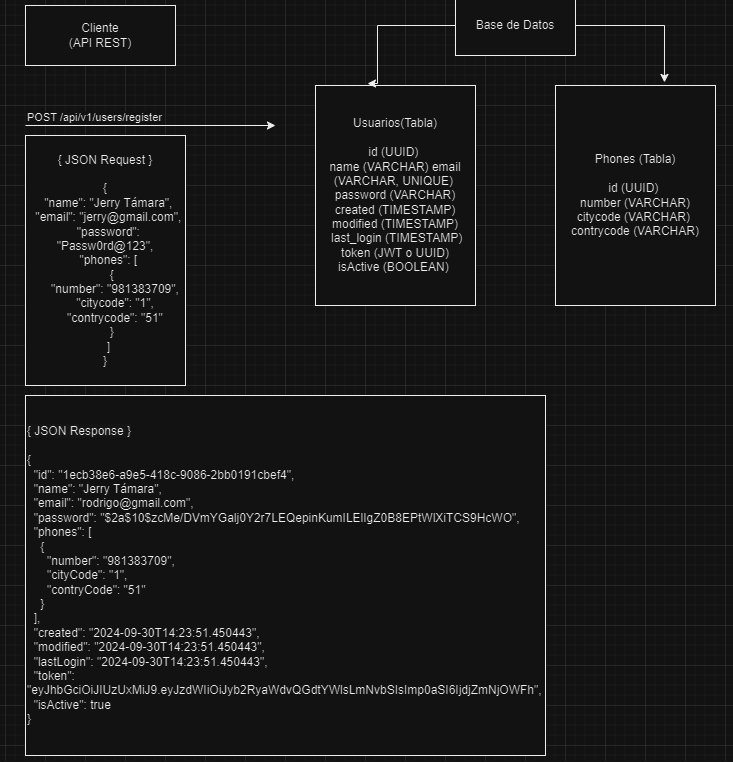 Cliente
(API REST)
Base de Datos
POST /api/v1/users/register
{ JSON Request }
{
"name": "Jerry Támara",
"email": "jerry@gmail.com",
"password":
"Passw0rd@123",
"phones": [
{
"number": "981383709",
"citycode": "1",
"contrycode": "51"
}
]
}
Usuarios(Tabla)
id (UUID)
name (VARCHAR) email
(VARCHAR, UNIQUE)
password (VARCHAR)
created (TIMESTAMP)
modified (TIMESTAMP)
last_login (TIMESTAMP)
token (JWT o UUID)
isActive (BOOLEAN)
Phones (Tabla)
id (UUID)
number (VARCHAR)
citycode (VARCHAR)
contrycode (VARCHAR)
{ JSON Response }
{
"id": "1ecb38e6-a9e5-418c-9086-2bb0191cbef4",
"name": "Jerry Támara",
"email": "rodrigo@gmail.com",
"password": "$2a$10$zcMe/DVmYGalj0Y2r7LEQepinKumILEIlgZ0B8EPtWIXiTCS9HcWO",
"phones": [
{
"number": "981383709",
"cityCode": "1",
"contryCode": "51"
}
],
"created": "2024-09-30T14:23:51.450443",
"modified": "2024-09-30T14:23:51.450443",
"lastLogin": "2024-09-30T14:23:51.450443",
"token":
"eyJhbGciOiJIUzUxMiJ9.eyJzdWIiOiJyb2RyaWdvQGdtYWlsLmNvbSIsImp0aSI6IjdjZmNjOWFh",
"isActive": true
}